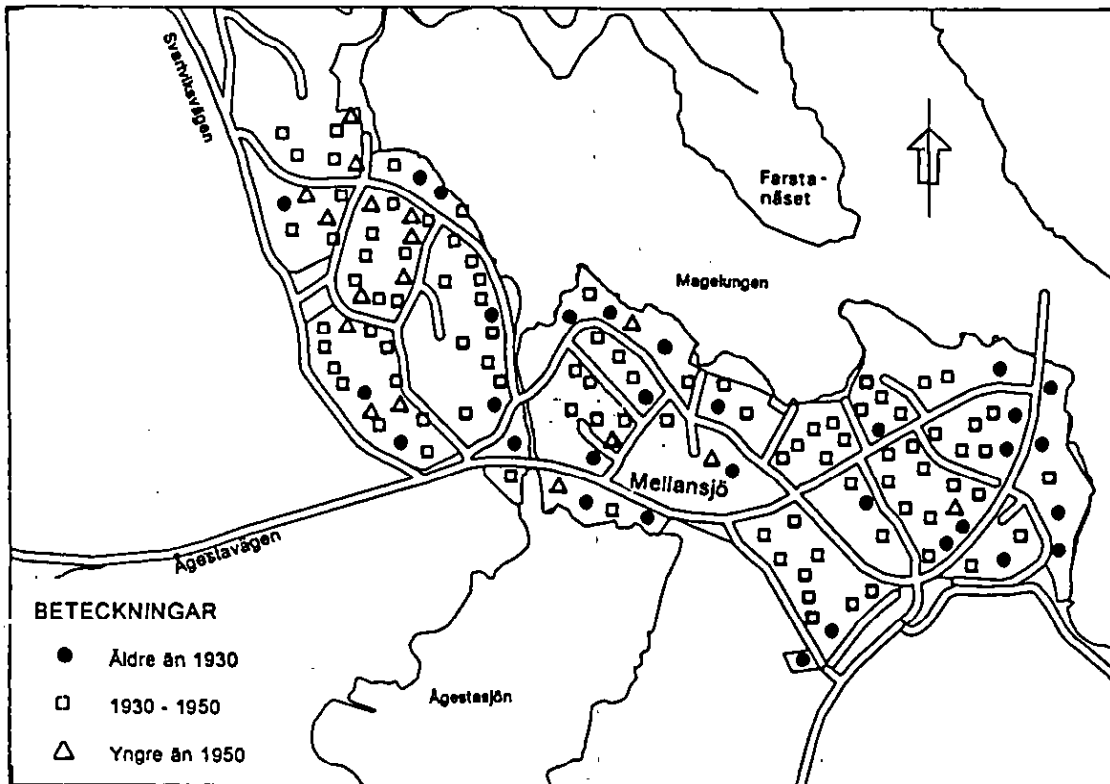 Svartviksvägen
Farsta-
näset
Magelungen
Mellansjö
Ågestavägen
BETECKNINGAR
Äldre än 1930
1930 - 1950
Ågestasjön
Yngre än 1950